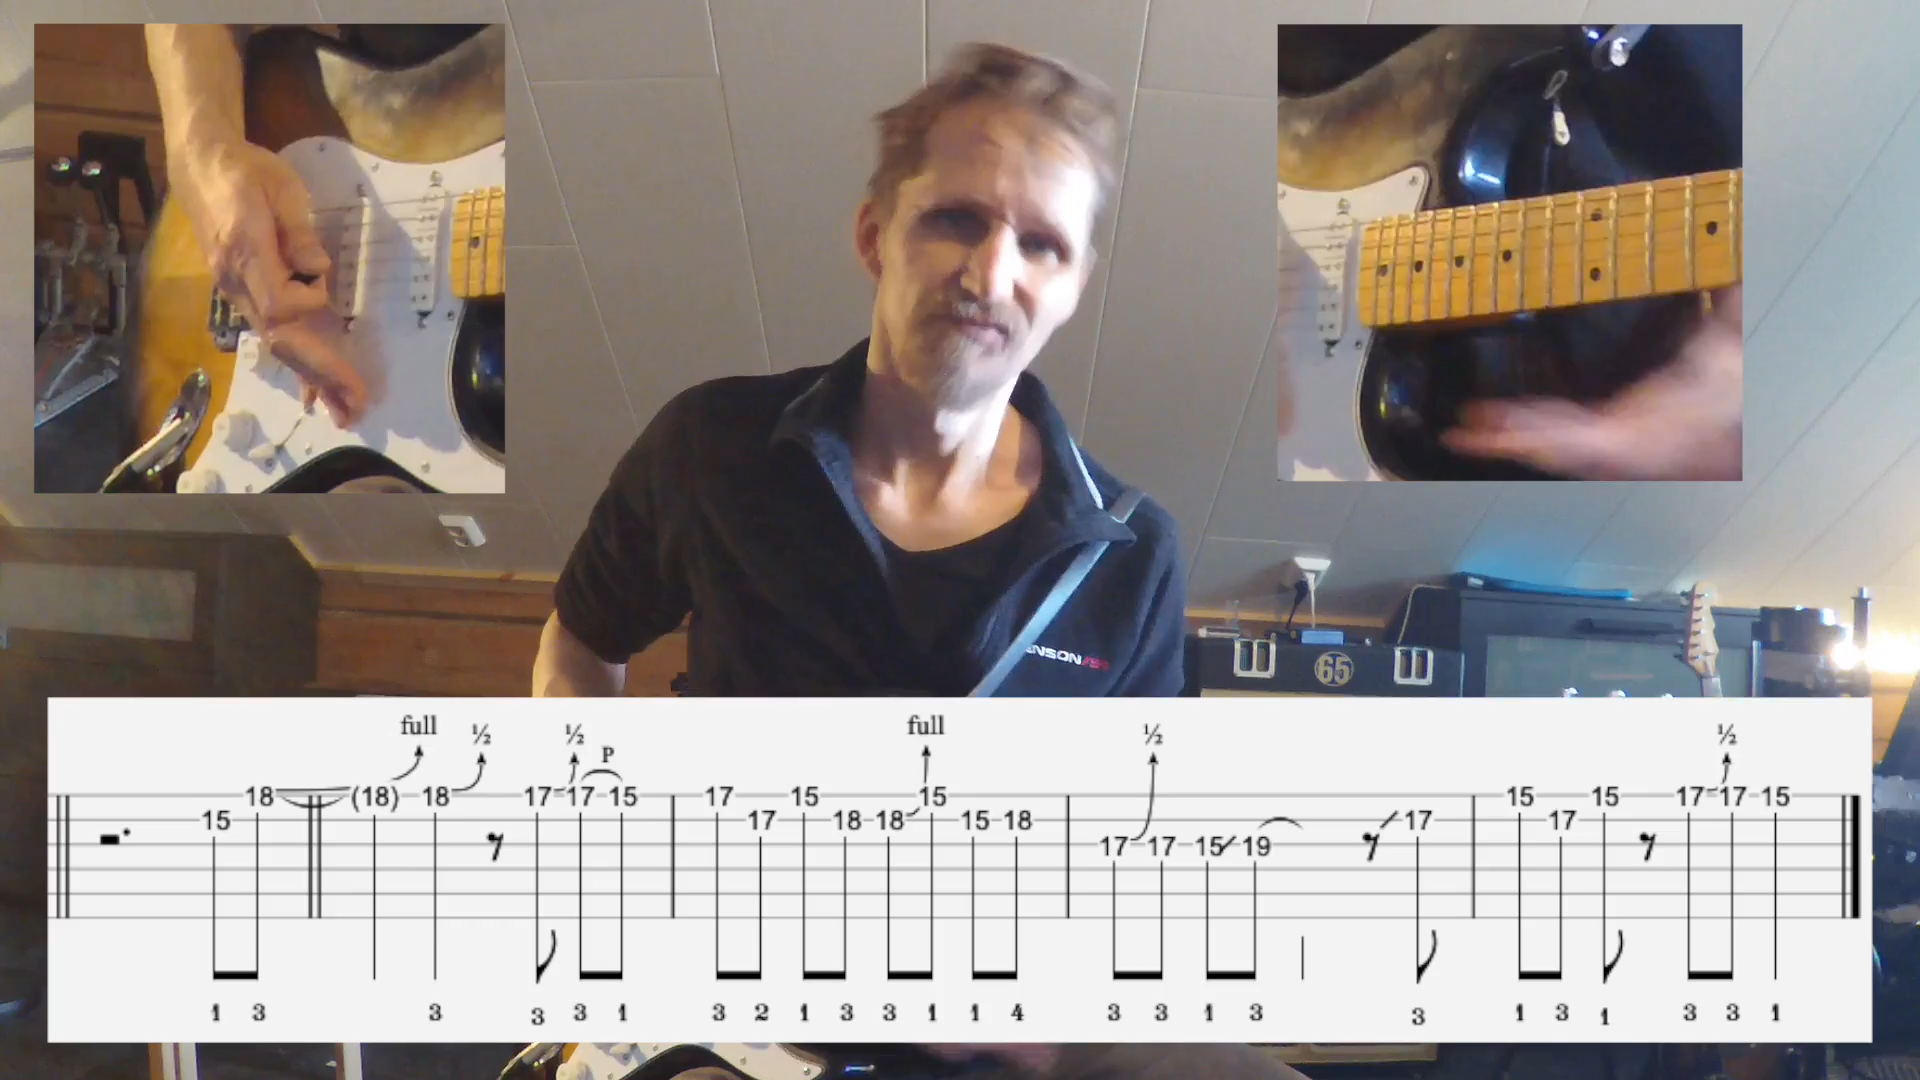 ENSON/SR
65
full ½ ½ P full ½ ½
18 (18) 18 17 17 15 17 15 15 15 15 17 17 15
15 17 18 18 15 18 17 17
17 17 15 19
1 3 3 3 3 1 3 2 1 3 3 1 1 4 3 3 1 3 3 1 3 1 3 3 1